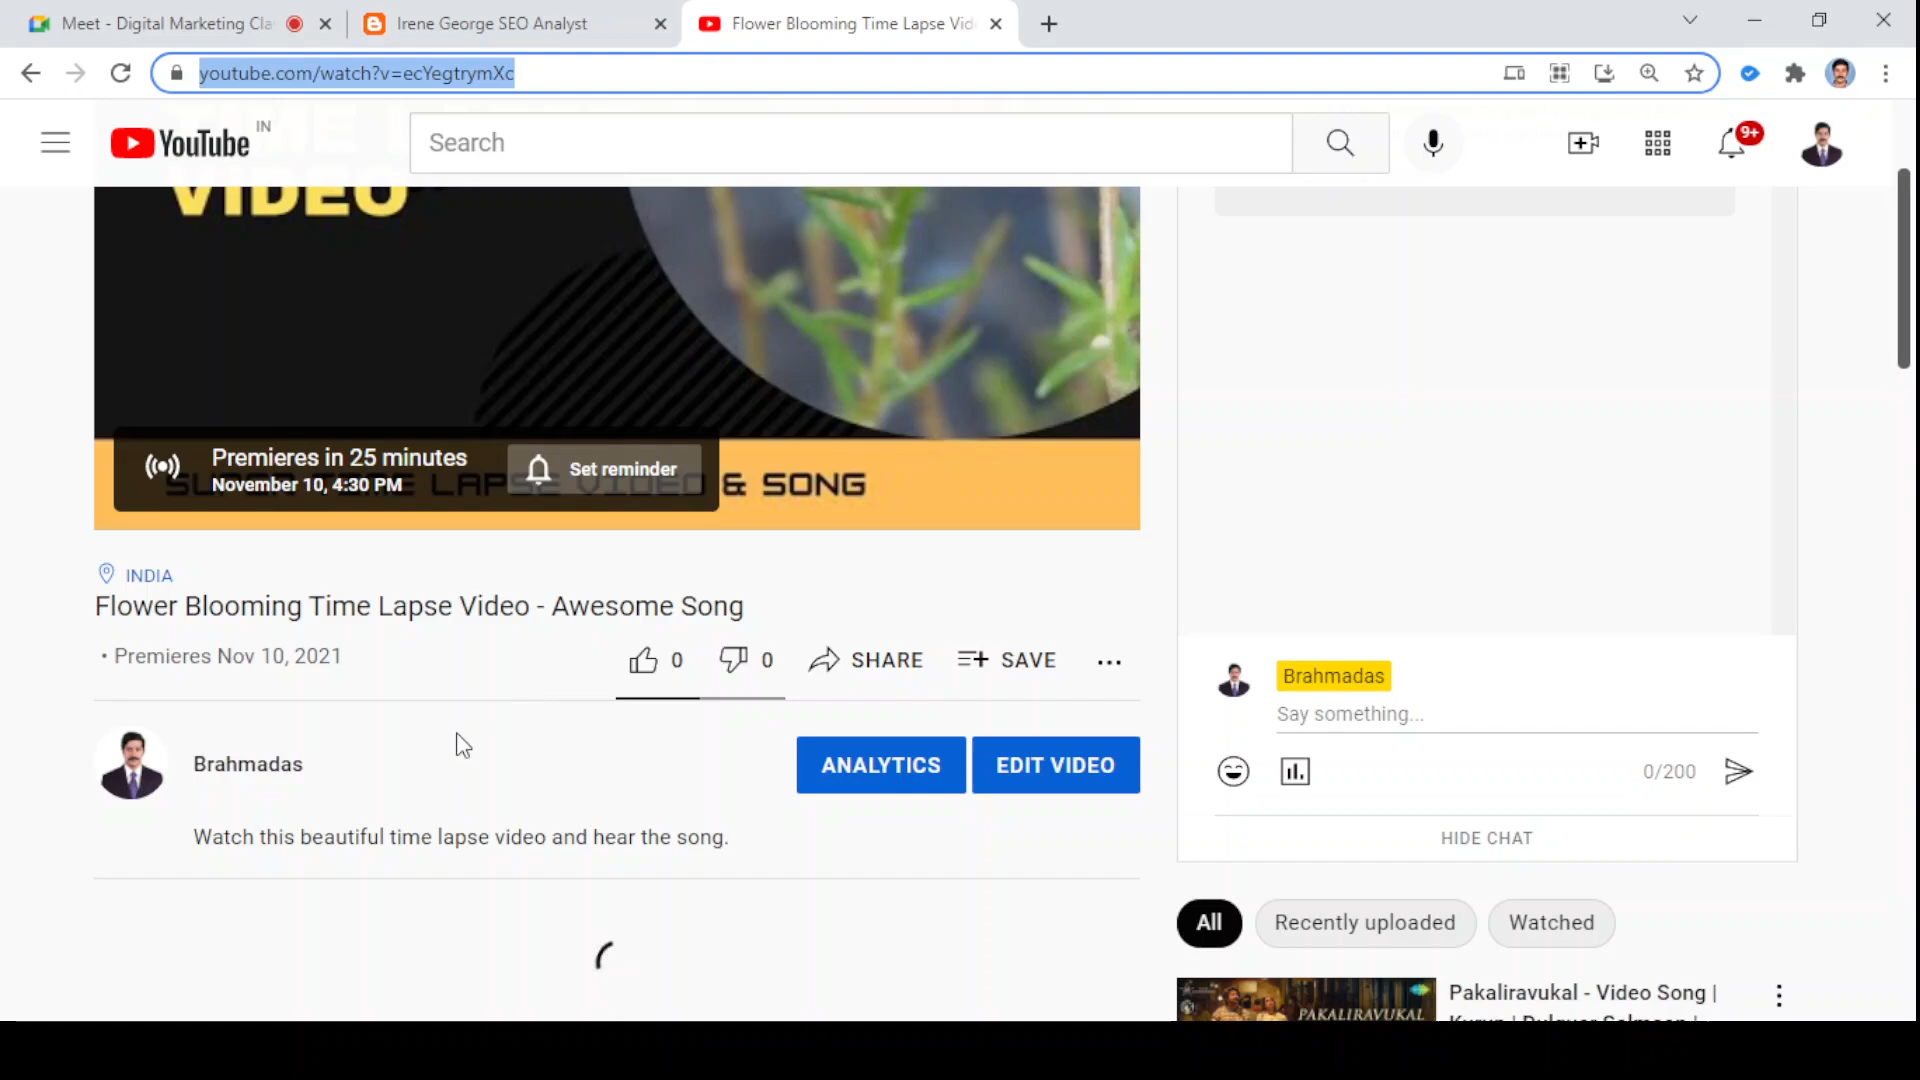 Meet - Digital Marketing Cla
Irene George SEO Analyst
Flower Blooming Time Lapse Vid
youtube.com/watch?v=ecYegtrymXc
YouTube IN
Search
9+
VIDEO
Premieres in 25 minutes
November 10, 4:30 PM
Set reminder
SUPER TIME LAPSE VIDEO & SONG
INDIA
Flower Blooming Time Lapse Video - Awesome Song
• Premieres Nov 10, 2021
0
0
SHARE
SAVE
Brahmadas
ANALYTICS
EDIT VIDEO
Watch this beautiful time lapse video and hear the song.
Brahmadas
Say something...
0/200
HIDE CHAT
All
Recently uploaded
Watched
PAKALIRAVUKAL
Pakaliravukal - Video Song |